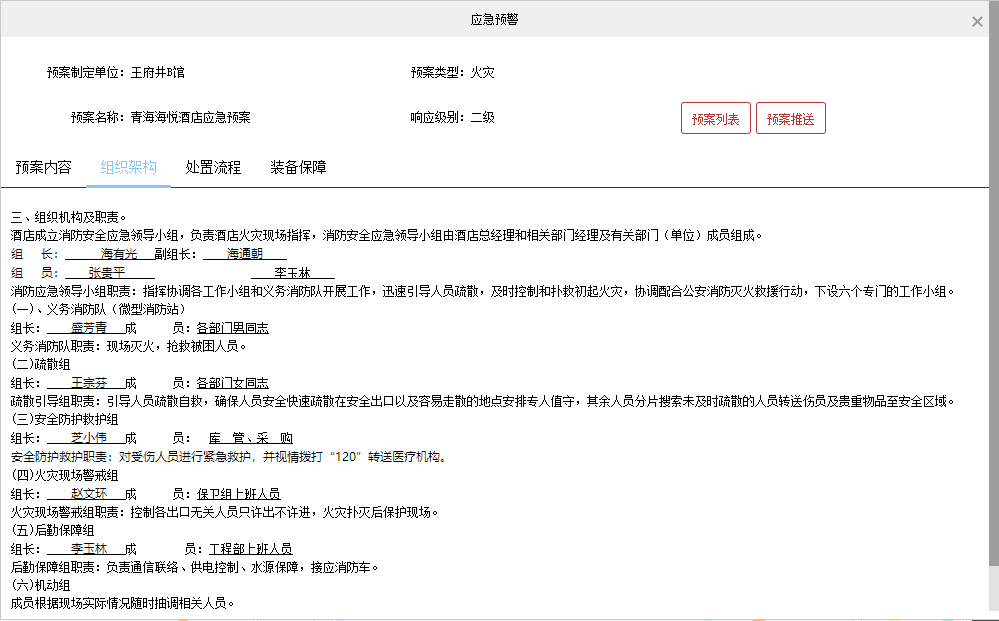 应急预警
预案制定单位：王府井B馆 预案类型：火灾
预案名称：青海海悦酒店应急预案 响应级别：二级 预案列表 预案推送
预案内容 组织架构 处置流程 装备保障
三、组织机构及职责。
酒店成立消防安全应急领导小组，负责酒店火灾现场指挥，消防安全应急领导小组由酒店总经理和相关部门经理及有关部门（单位）成员组成。
组 长：海有光 副组长：海通朝
组 员：张贵平 李玉林
消防应急领导小组职责：指挥协调各工作小组和义务消防队开展工作，迅速引导人员疏散，及时控制和扑救初起火灾，协调配合公安消防灭火救援行动，下设六个专门的工作小组。
(一)、义务消防队（微型消防站）
组长：盛芳青 成 员：各部门男同志
义务消防队职责：现场灭火，抢救被困人员。
(二)疏散组
组长：王宗芬 成 员：各部门女同志
疏散引导组职责：引导人员疏散自救，确保人员安全快速疏散在安全出口以及容易走散的地点安排专人值守，其余人员分片搜索未及时疏散的人员转送伤员及贵重物品至安全区域。
(三)安全防护救护组
组长：芝小伟 成 员： 库 管、采 购
安全防护救护职责：对受伤人员进行紧急救护，并视情拨打“120”转送医疗机构。
(四)火灾现场警戒组
组长：赵文环 成 员：保卫组上班人员
火灾现场警戒组职责：控制各出口无关人员只许出不许进，火灾扑灭后保护现场。
(五)后勤保障组
组长：李玉林 成 员：工程部上班人员
后勤保障组职责：负责通信联络、供电控制、水源保障，接应消防车。
(六)机动组
成员根据现场实际情况随时抽调相关人员。